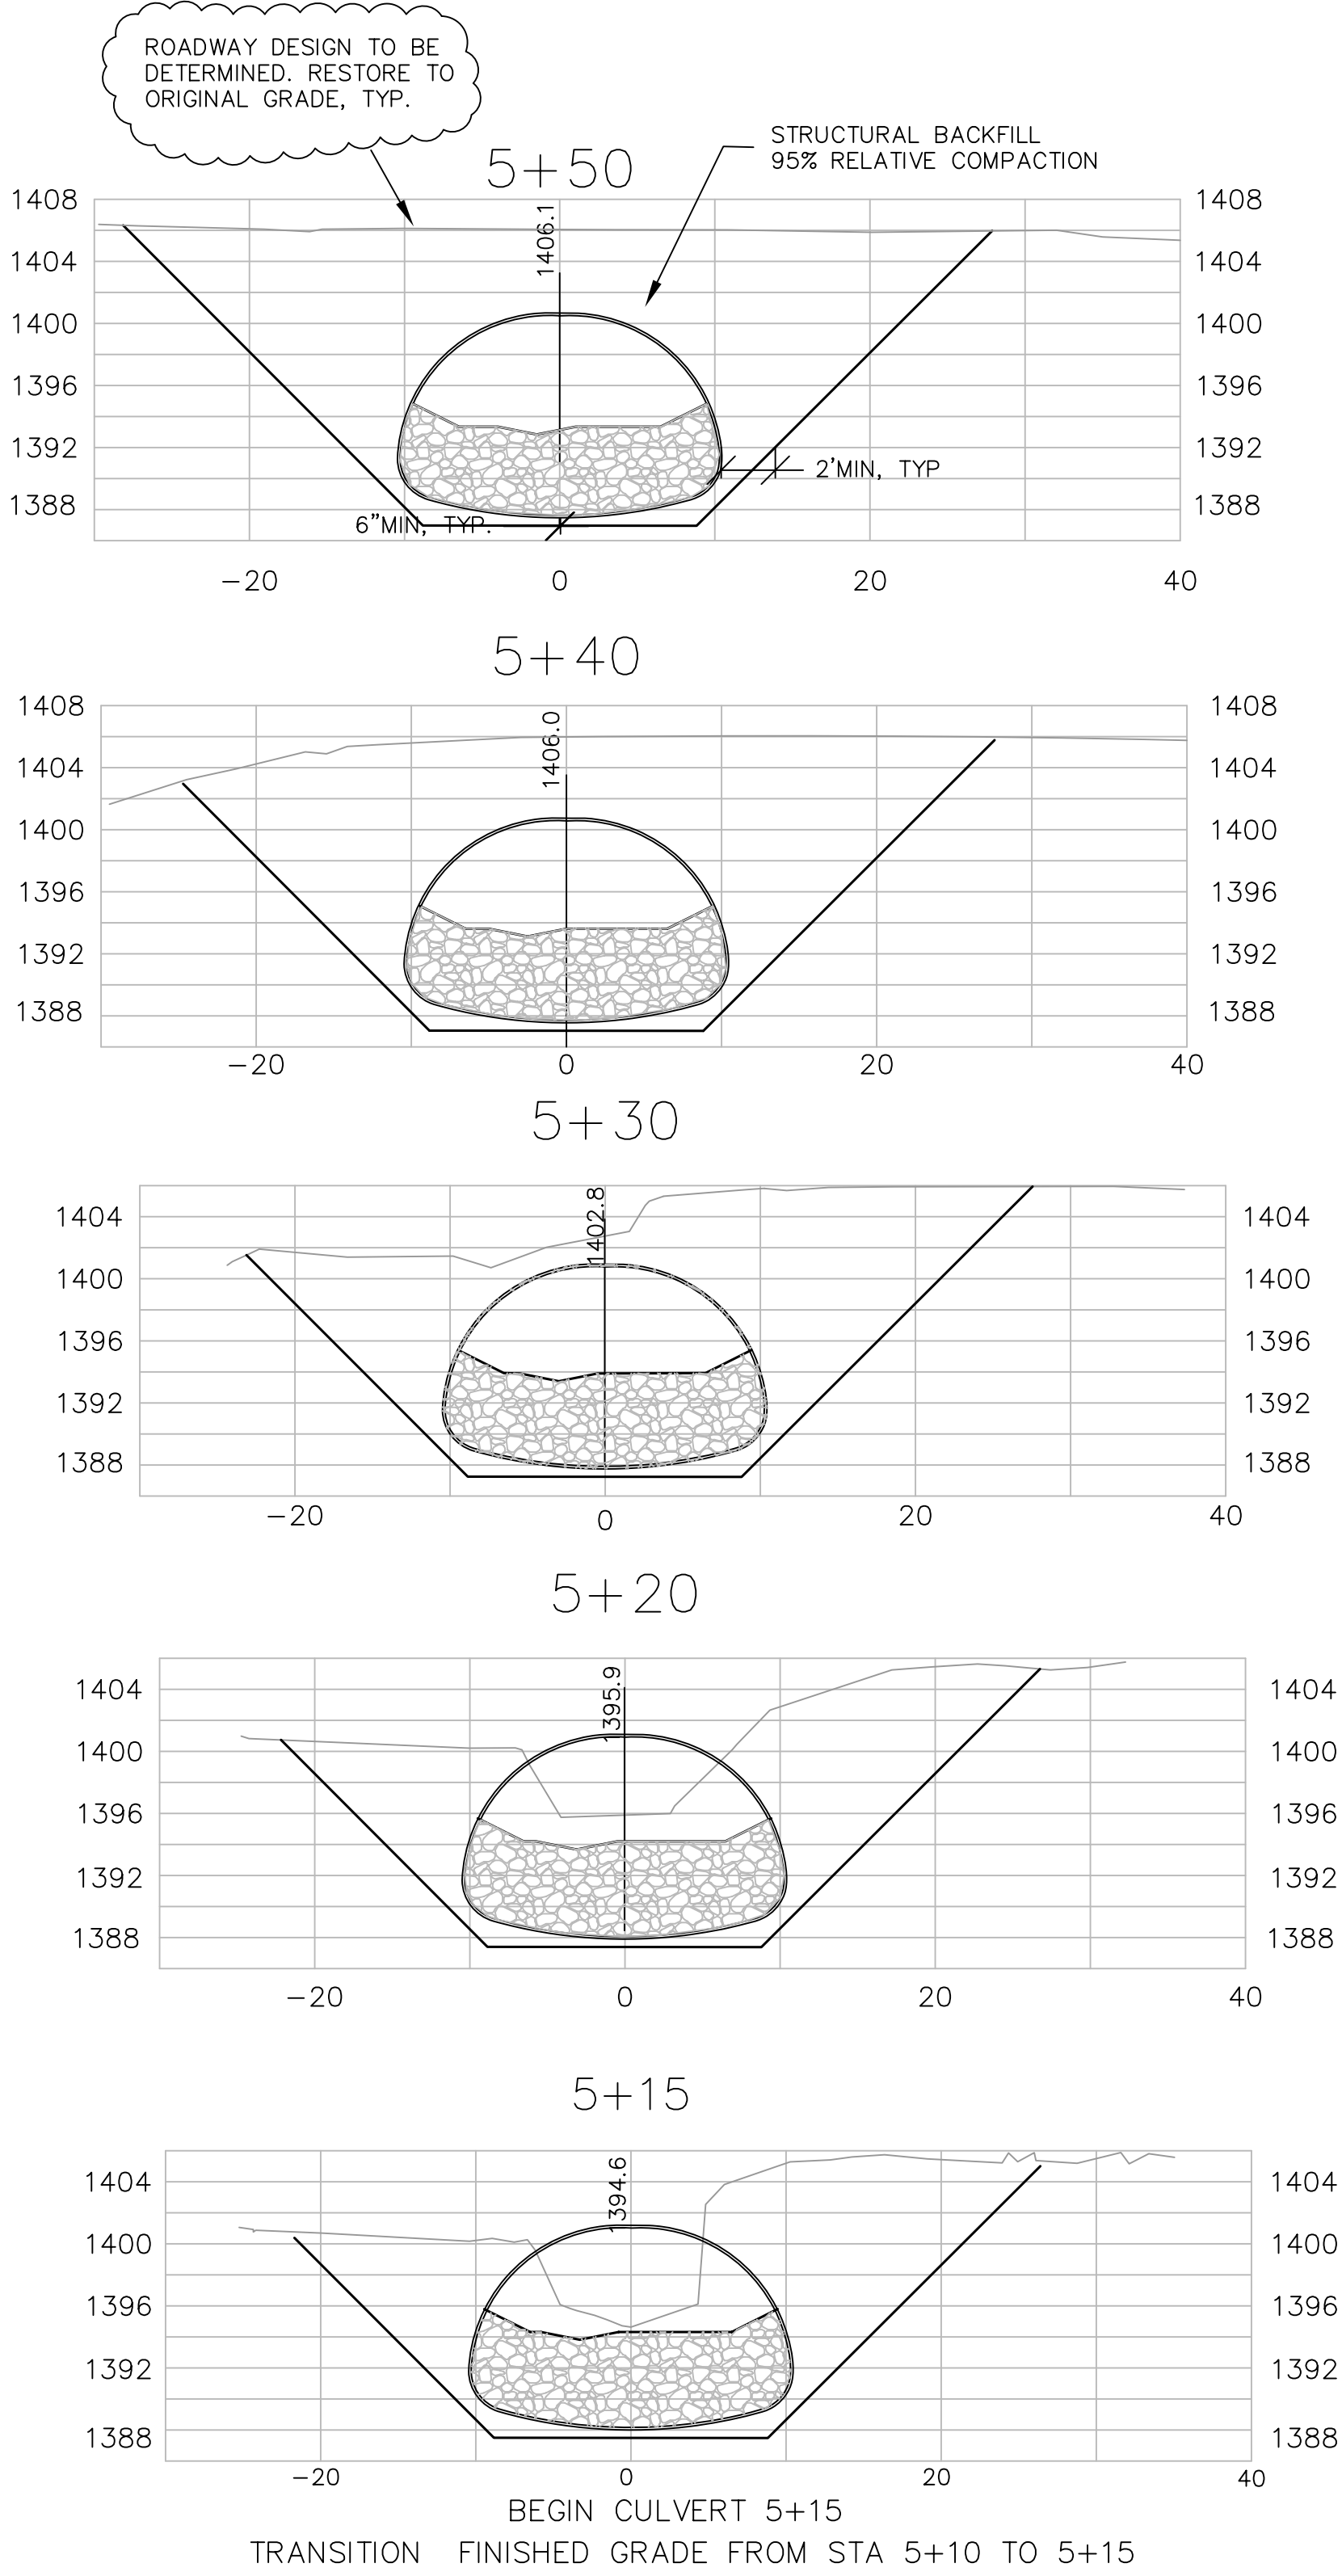 ROADWAY DESIGN TO BE
DETERMINED. RESTORE TO
ORIGINAL GRADE, TYP.
STRUCTURAL BACKFILL
95% RELATIVE COMPACTION
5+50
1408 1408
1406.1
1404 1404
1400 1400
1396 1396
1392 1392
2'MIN, TYP
1388 1388
6"MIN, TYP.
-20 0 20 40
5+40
1408 1408
1406.0
1404 1404
1400 1400
1396 1396
1392 1392
1388 1388
-20 0 20 40
5+30
1402.8
1404 1404
1400 1400
1396 1396
1392 1392
1388 1388
-20 0 20 40
5+20
1395.9
1404 1404
1400 1400
1396 1396
1392 1392
1388 1388
-20 0 20 40
5+15
1394.6
1404 1404
1400 1400
1396 1396
1392 1392
1388 1388
-20 0 20 40
BEGIN CULVERT 5+15
TRANSITION FINISHED GRADE FROM STA 5+10 TO 5+15